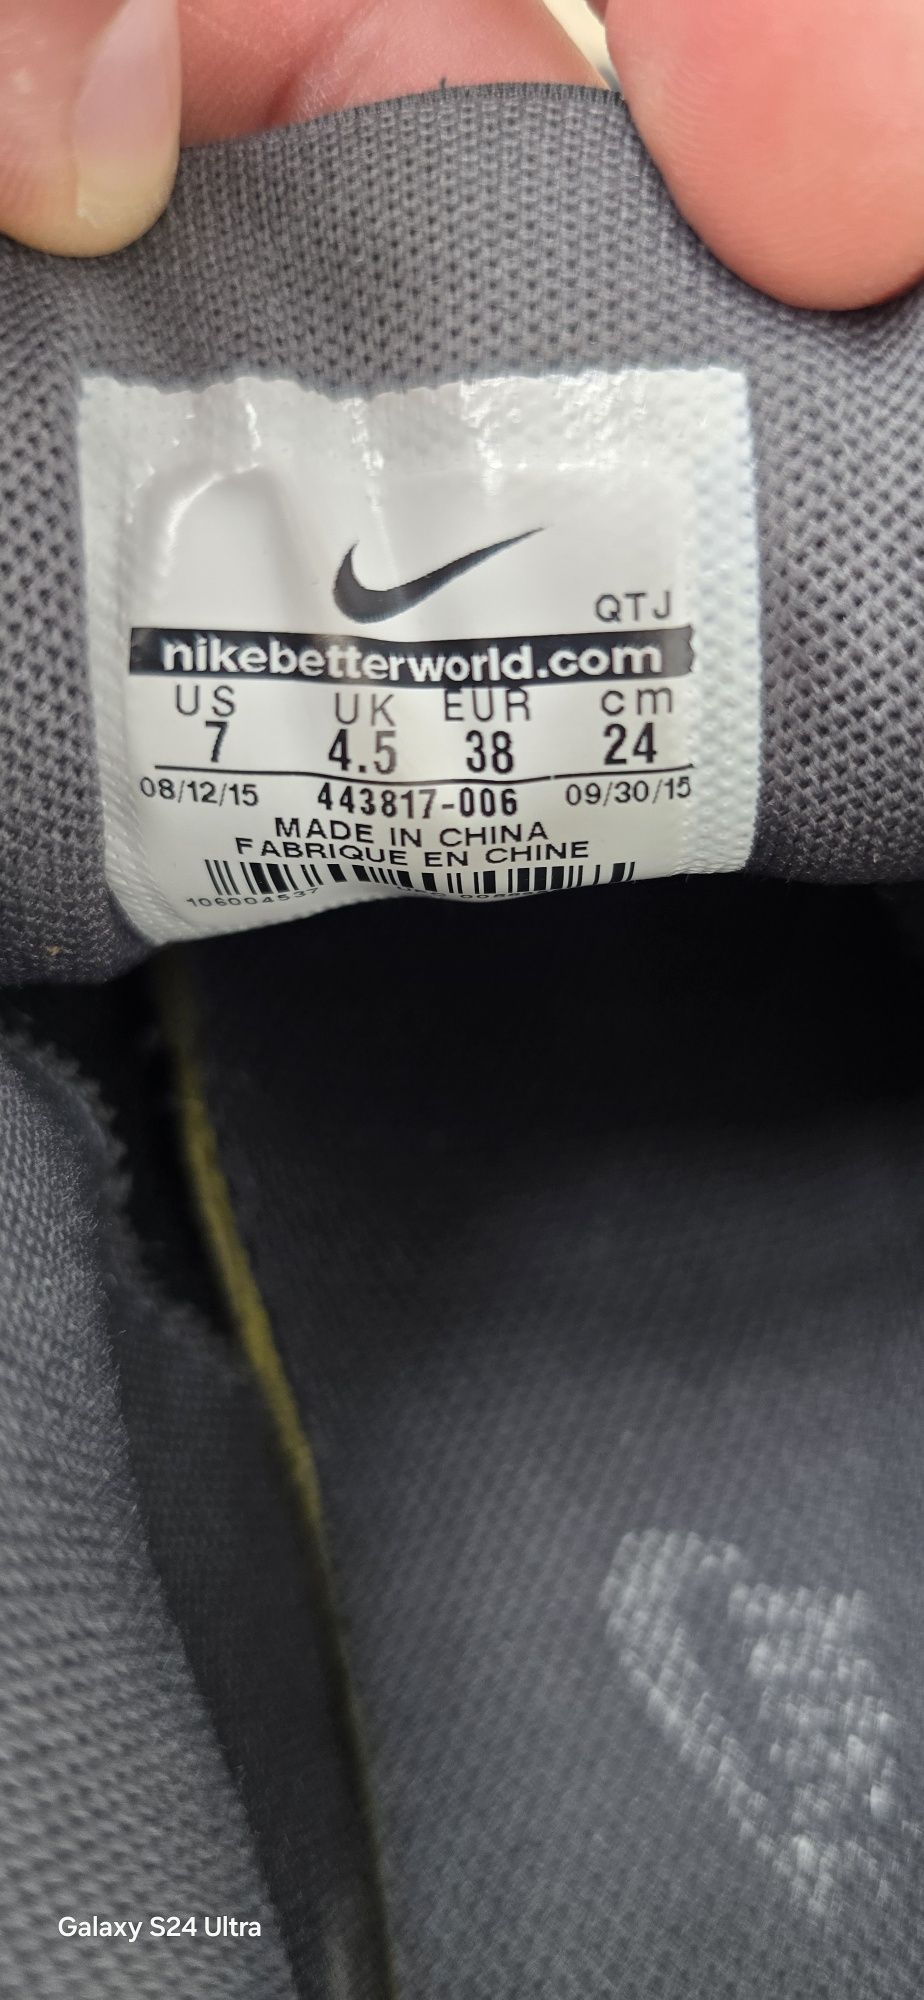 QTJ
nikebetterworld.com
US UK EUR cm
7 4.5 38 24
08/12/15 443817-006 09/30/15
MADE IN CHINA
FABRIQUE EN CHINE
106004537
Galaxy S24 Ultra